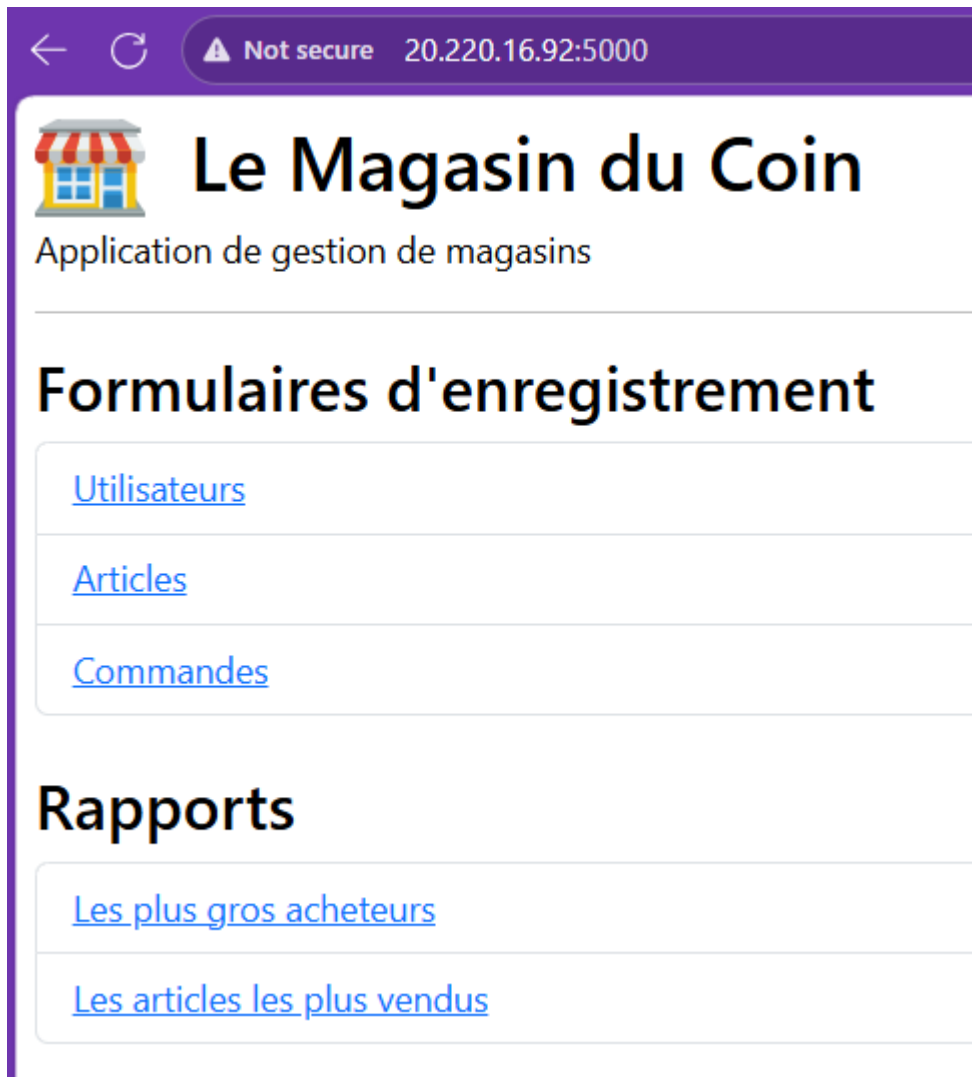 Not secure 20.220.16.92:5000
Le Magasin du Coin
Application de gestion de magasins
Formulaires d'enregistrement
Utilisateurs
Articles
Commandes
Rapports
Les plus gros acheteurs
Les articles les plus vendus